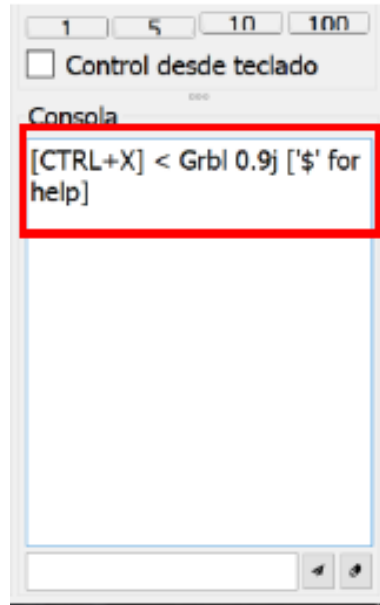 1 5 10 100
Control desde teclado
Consola
[CTRL+X] < Grbl 0.9j ['$' for
help]